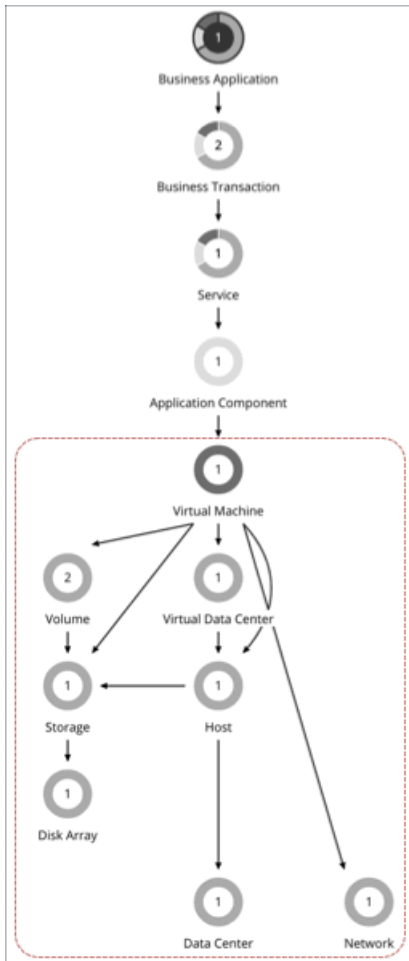 1
Business Application
2
Business Transaction
1
Service
1
Application Component
1
Virtual Machine
2
Volume
1
Virtual Data Center
1
Storage
1
Host
1
Disk Array
1
Data Center
1
Network